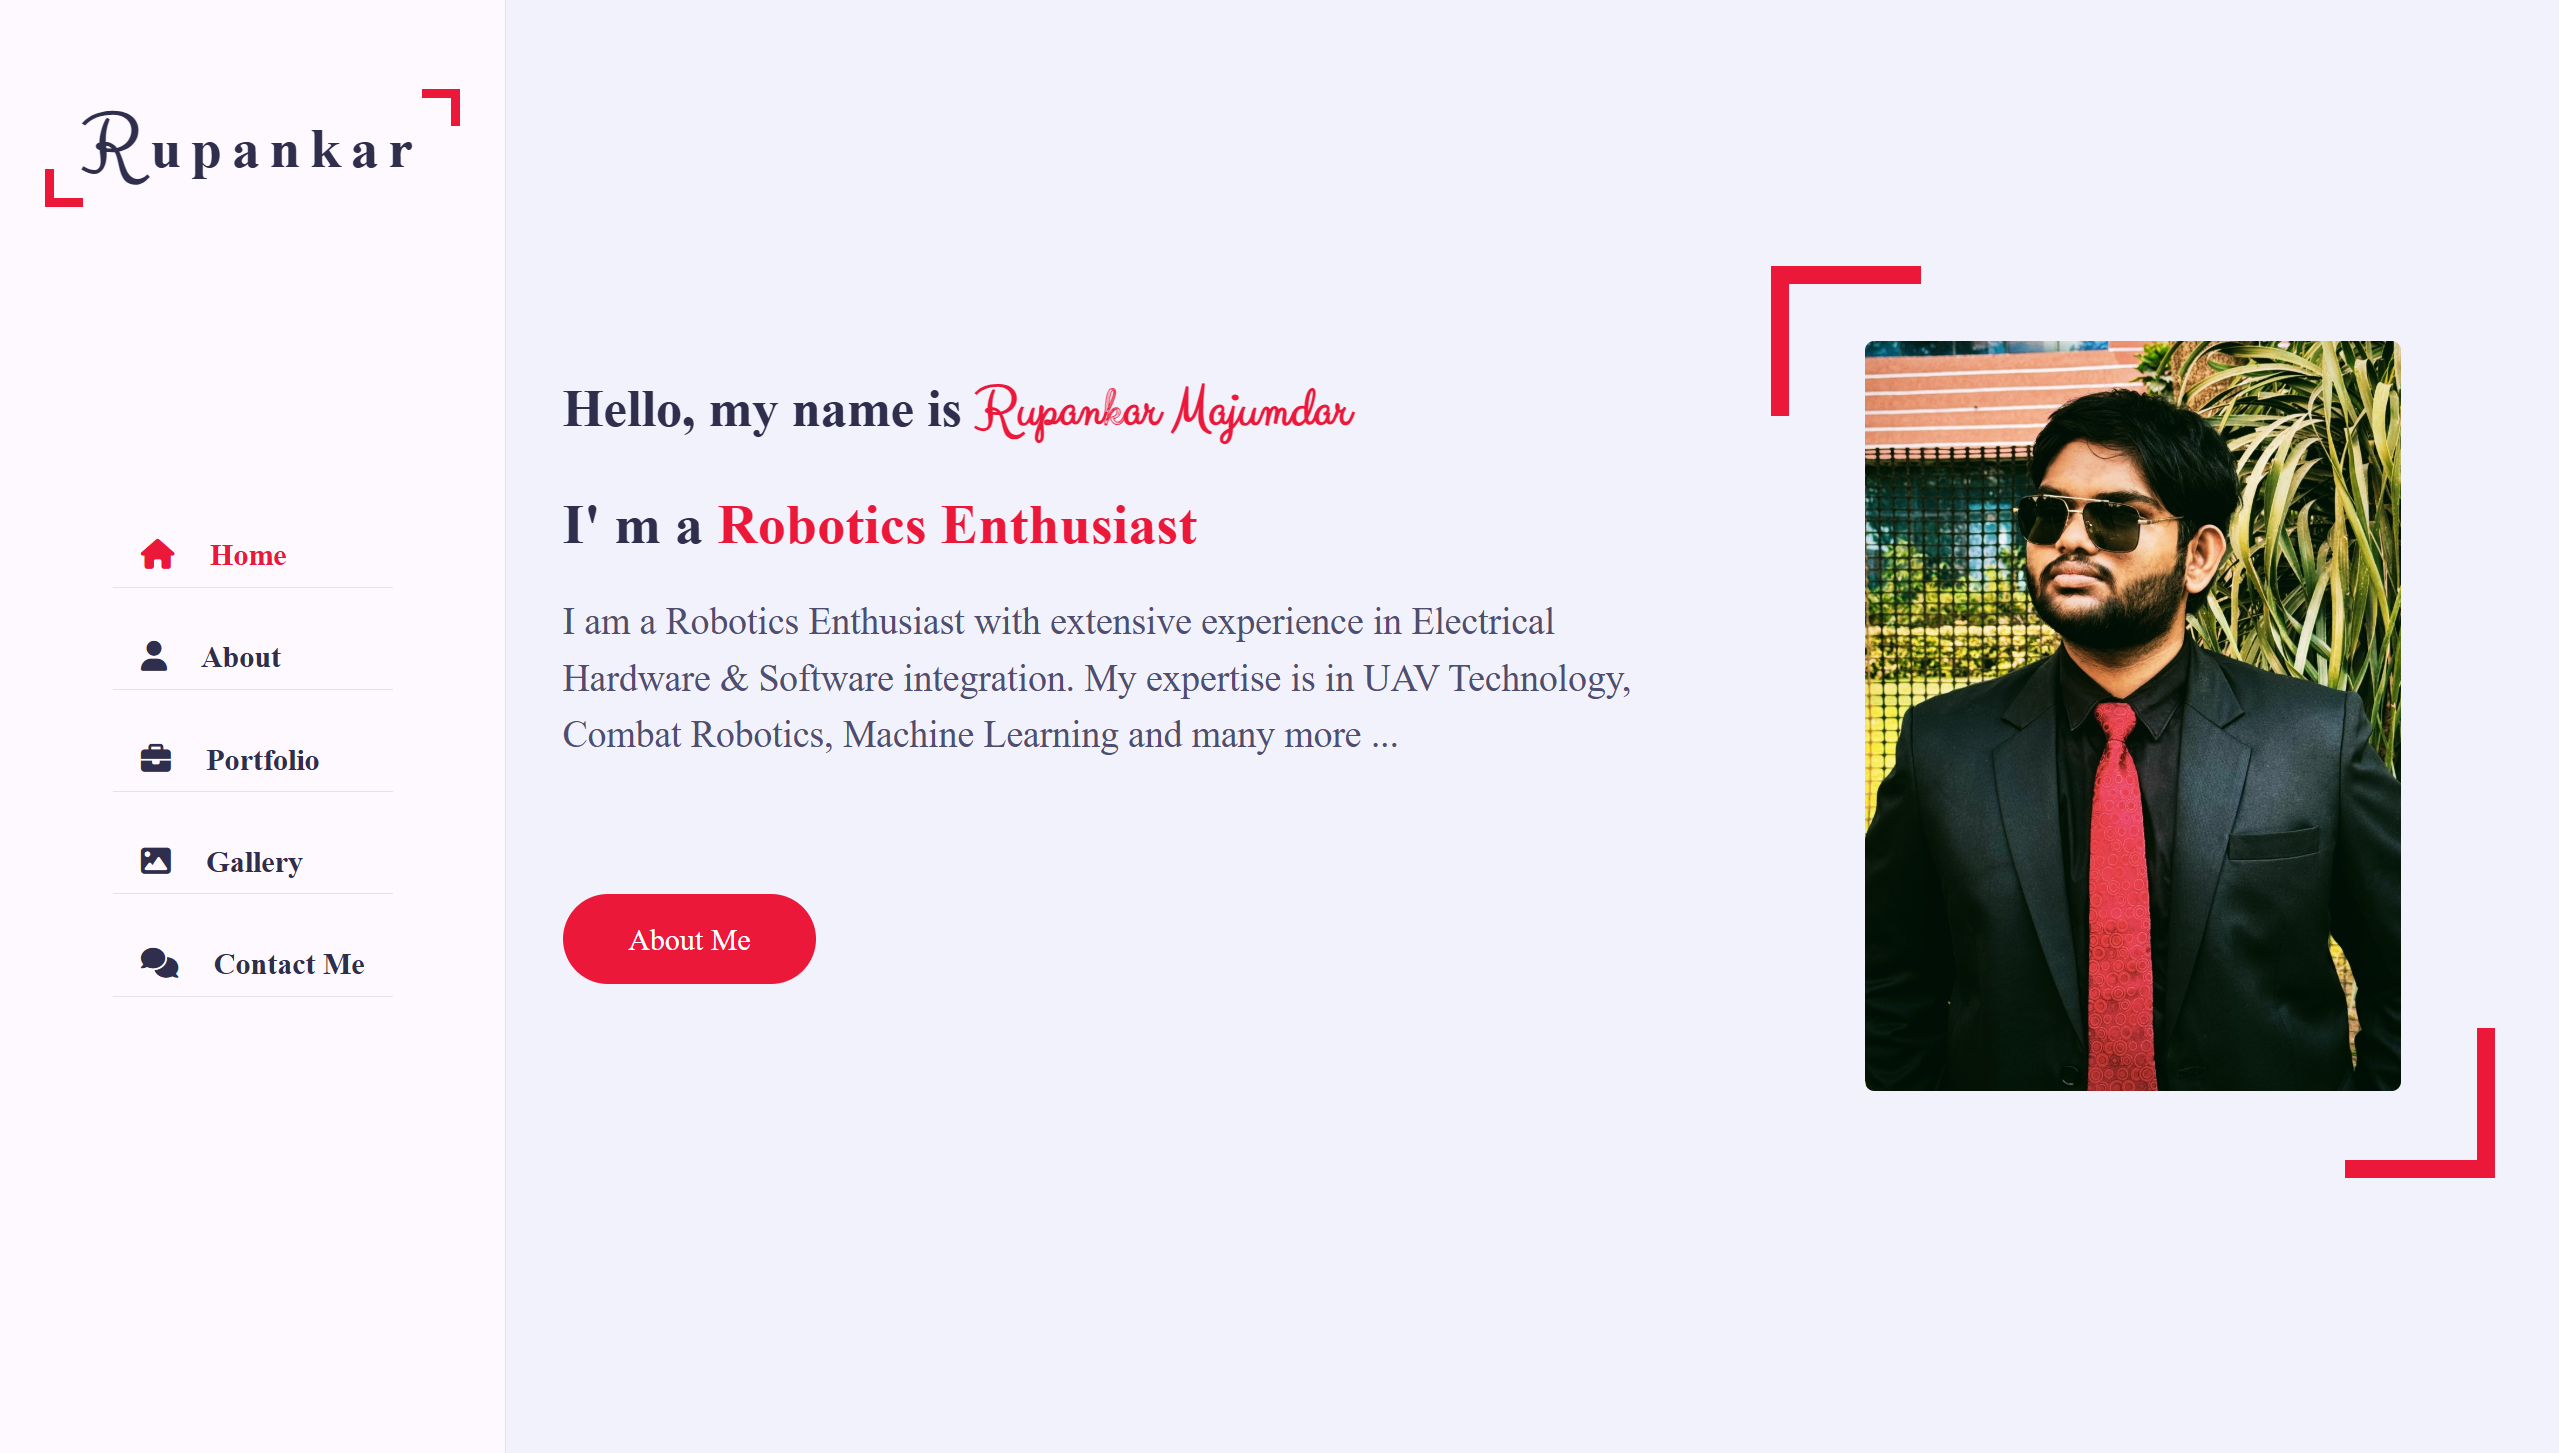 Rupankar
Home
About
Portfolio
Gallery
Contact Me
Hello, my name is Rupankar Majumdar
I' m a Robotics Enthusiast
I am a Robotics Enthusiast with extensive experience in Electrical
Hardware & Software integration. My expertise is in UAV Technology,
Combat Robotics, Machine Learning and many more ...
About Me